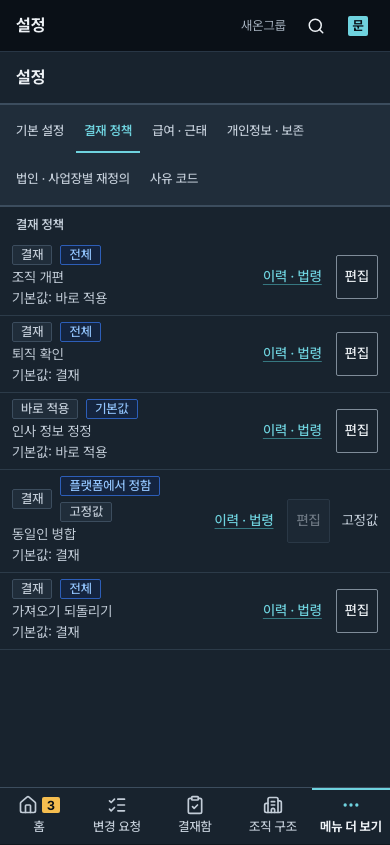 설정 새온그룹 문
설정
기본 설정 결재 정책 급여 · 근태 개인정보 · 보존
법인 · 사업장별 재정의 사유 코드
결재 정책
결재 전체
조직 개편
기본값: 바로 적용
이력 · 법령 편집
결재 전체
퇴직 확인
기본값: 결재
이력 · 법령 편집
바로 적용 기본값
인사 정보 정정
기본값: 바로 적용
이력 · 법령 편집
결재 플랫폼에서 정함
고정값
동일인 병합
기본값: 결재
이력 · 법령 편집 고정값
결재 전체
가져오기 되돌리기
기본값: 결재
이력 · 법령 편집
3
홈 변경 요청 결재함 조직 구조 메뉴 더 보기